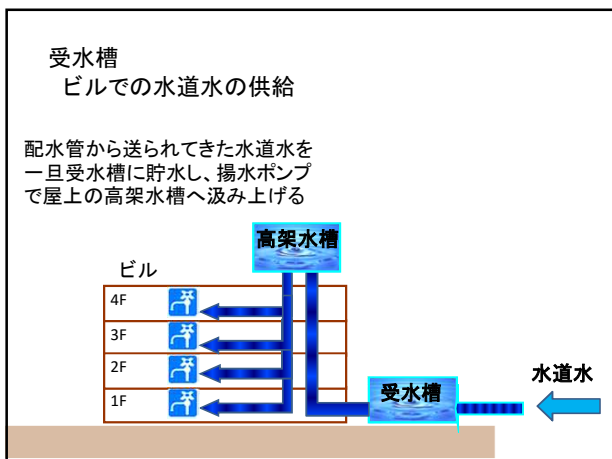 受水槽
ビルでの水道水の供給
配水管から送られてきた水道水を
一旦受水槽に貯水し、揚水ポンプ
で屋上の高架水槽へ汲み上げる
高架水槽
ビル
4F
3F
2F
1F
受水槽
水道水